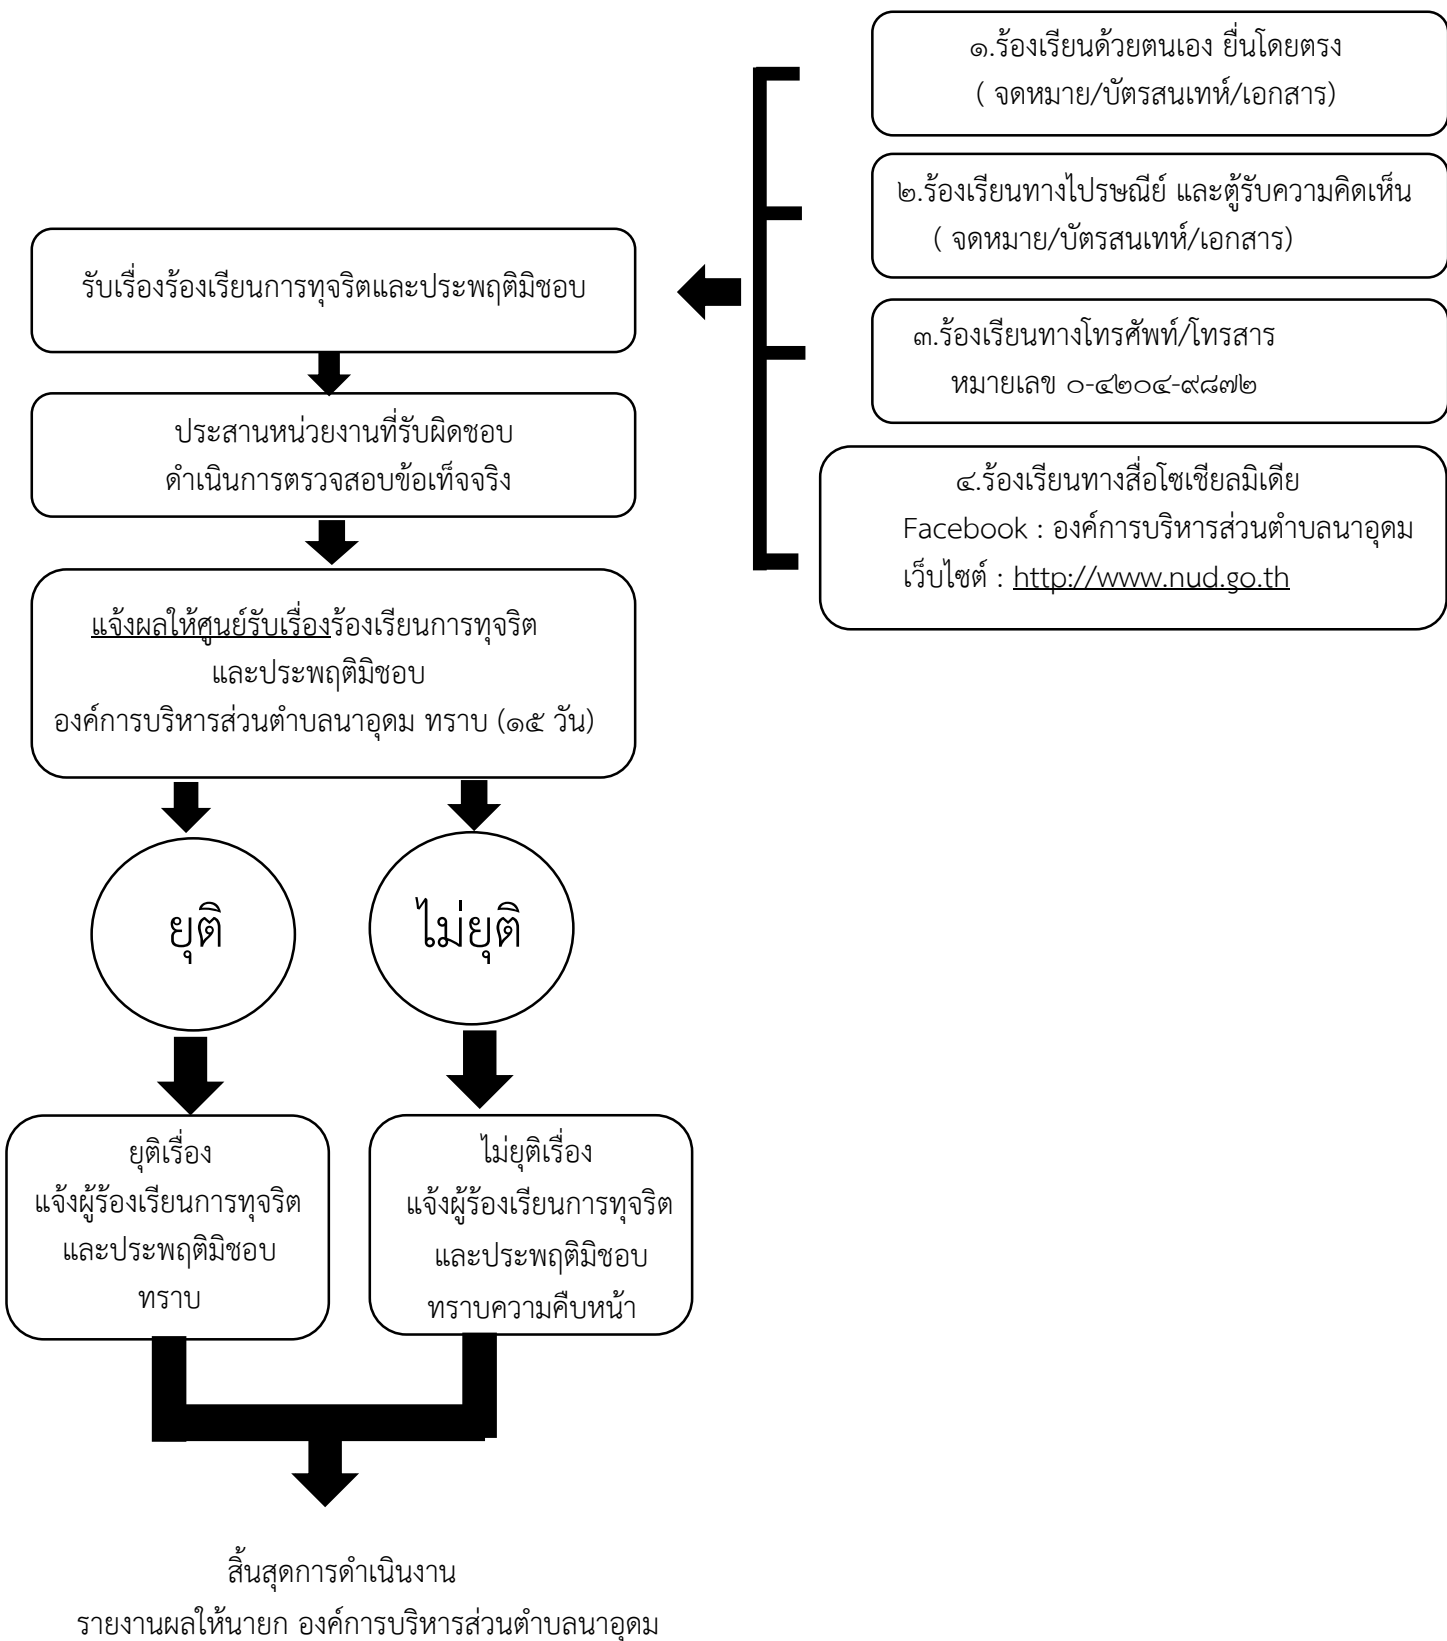 ๑.ร้องเรียนด้วยตนเอง ยื่นโดยตรง
( จดหมาย/บัตรสนเทห์/เอกสาร)
๒.ร้องเรียนทางไปรษณีย์ และตู้รับความคิดเห็น
( จดหมาย/บัตรสนเทห์/เอกสาร)
๓.ร้องเรียนทางโทรศัพท์/โทรสาร
หมายเลข ๐-๔๒๐๔-๙๘๗๒
๔.ร้องเรียนทางสื่อโซเชียลมิเดีย
Facebook : องค์การบริหารส่วนตำบลนาอุดม
เว็บไซต์ : http://www.nud.go.th
รับเรื่องร้องเรียนการทุจริตและประพฤติมิชอบ
ประสานหน่วยงานที่รับผิดชอบ
ดำเนินการตรวจสอบข้อเท็จจริง
แจ้งผลให้ศูนย์รับเรื่องร้องเรียนการทุจริต
และประพฤติมิชอบ
องค์การบริหารส่วนตำบลนาอุดม ทราบ (๑๕ วัน)
ยุติ
ไม่ยุติ
ยุติเรื่อง
แจ้งผู้ร้องเรียนการทุจริต
และประพฤติมิชอบ
ทราบ
ไม่ยุติเรื่อง
แจ้งผู้ร้องเรียนการทุจริต
และประพฤติมิชอบ
ทราบความคืบหน้า
สิ้นสุดการดำเนินงาน
รายงานผลให้นายก องค์การบริหารส่วนตำบลนาอุดม